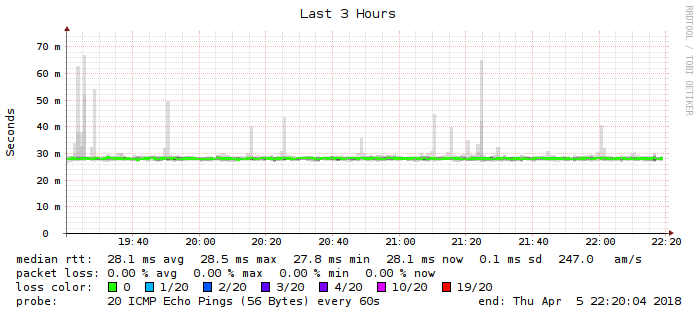 Last 3 Hours
RRDTOOL / TOBI OETIKER
Seconds
70 m
60 m
50 m
40 m
30 m
20 m
10 m
0
19:40 20:00 20:20 20:40 21:00 21:20 21:40 22:00 22:20
median rtt: 28.1 ms avg 28.5 ms max 27.8 ms min 28.1 ms now 0.1 ms sd 247.0 am/s
packet loss: 0.00 % avg 0.00 % max 0.00 % min 0.00 % now
loss color: 0 1/20 2/20 3/20 4/20 10/20 19/20
probe: 20 ICMP Echo Pings (56 Bytes) every 60s end: Thu Apr 5 22:20:04 2018